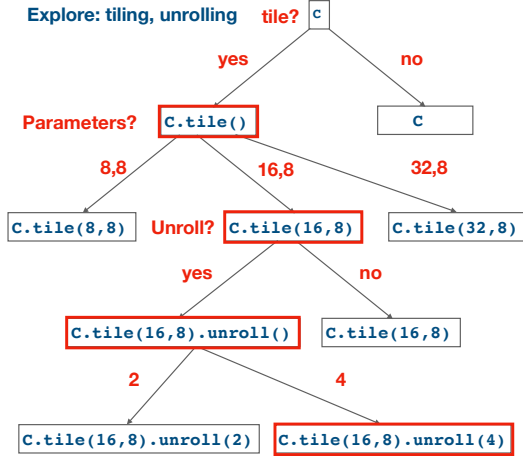 Explore: tiling, unrolling tile? C
yes no
Parameters? C.tile() C
8,8 16,8 32,8
C.tile(8,8) Unroll? C.tile(16,8) C.tile(32,8)
yes no
C.tile(16,8).unroll() C.tile(16,8)
2 4
C.tile(16,8).unroll(2) C.tile(16,8).unroll(4)